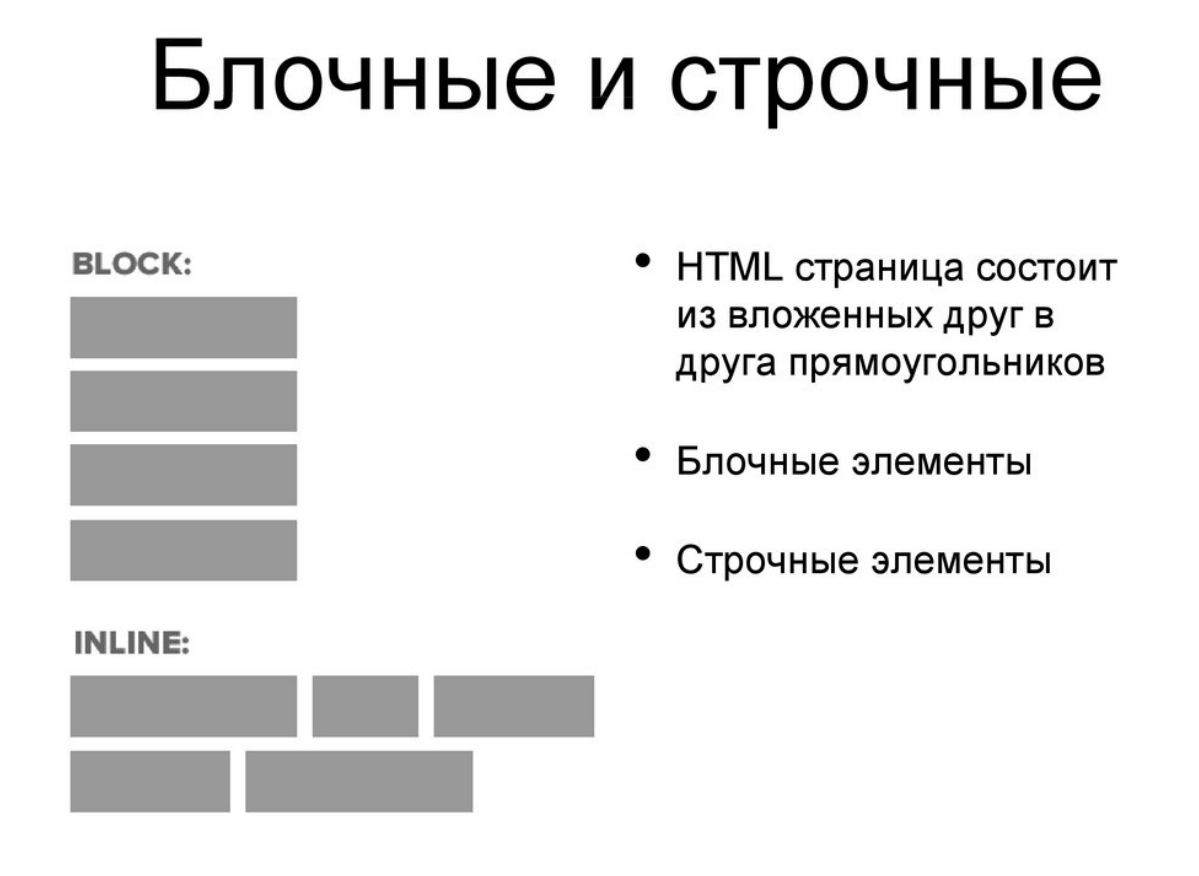 Блочные и строчные
BLOCK:
INLINE:
• HTML страница состоит
из вложенных друг в
друга прямоугольников
• Блочные элементы
• Строчные элементы